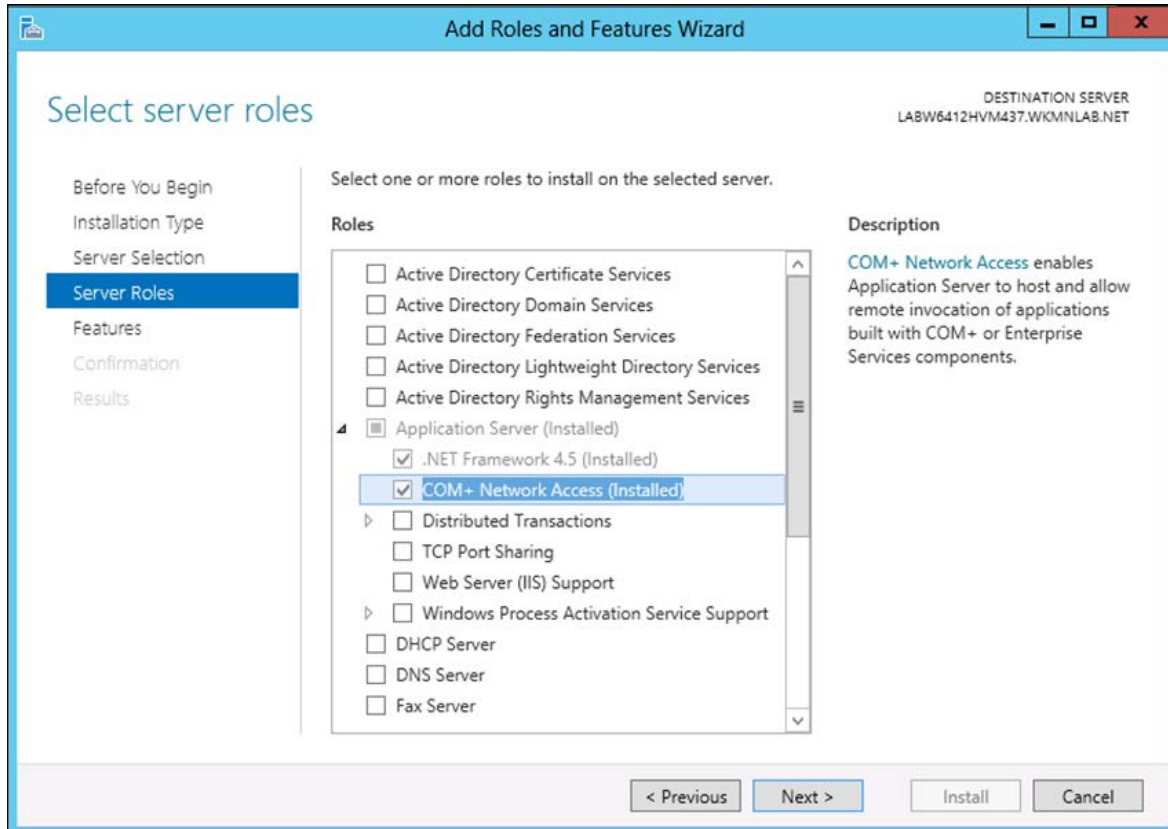 Add Roles and Features Wizard
Select server roles
DESTINATION SERVER
LABW6412HVM437.WKMNLAB.NET
Before You Begin
Installation Type
Server Selection
Server Roles
Features
Confirmation
Results
Select one or more roles to install on the selected server.
Roles
Active Directory Certificate Services
Active Directory Domain Services
Active Directory Federation Services
Active Directory Lightweight Directory Services
Active Directory Rights Management Services
Application Server (Installed)
.NET Framework 4.5 (Installed)
COM+ Network Access (Installed)
Distributed Transactions
TCP Port Sharing
Web Server (IIS) Support
Windows Process Activation Service Support
DHCP Server
DNS Server
Fax Server
Description
COM+ Network Access enables
Application Server to host and allow
remote invocation of applications
built with COM+ or Enterprise
Services components.
< Previous
Next >
Install
Cancel